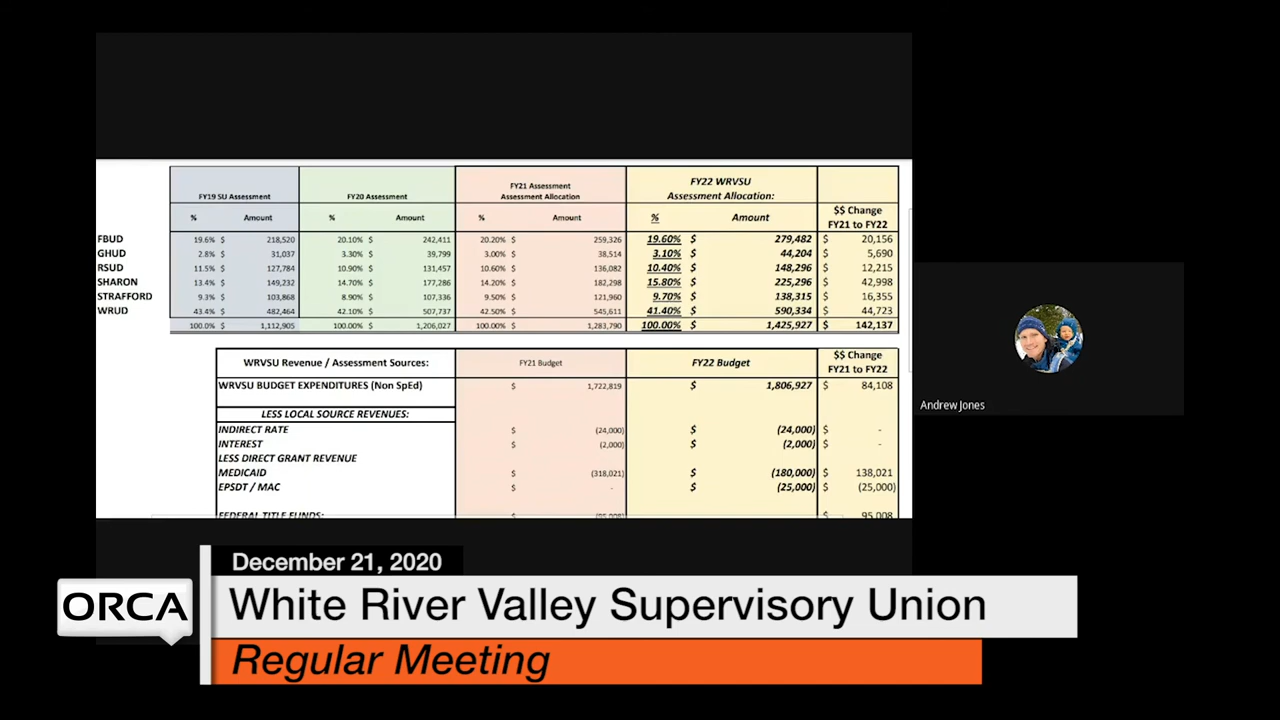 FY19 SU Assessment FY20 Assessment FY21 Assessment Assessment Allocation FY22 WRVSU Assessment Allocation:
% Amount % Amount % Amount % Amount $$ Change FY21 to FY22
FBUD 19.6% $ 218,520 20.10% $ 242,411 20.20% $ 259,326 19.60% $ 279,482 $ 20,156
GHUD 2.8% $ 31,037 3.30% $ 39,799 3.00% $ 38,514 3.10% $ 44,204 $ 5,690
RSUD 11.5% $ 127,784 10.90% $ 131,457 10.60% $ 136,082 10.40% $ 148,296 $ 12,215
SHARON 13.4% $ 149,232 14.70% $ 177,286 14.20% $ 182,298 15.80% $ 225,296 $ 42,998
STRAFFORD 9.3% $ 103,868 8.90% $ 107,336 9.50% $ 121,960 9.70% $ 138,315 $ 16,355
WRUD 43.4% $ 482,464 42.10% $ 507,737 42.50% $ 545,611 41.40% $ 590,334 $ 44,723
100.0% $ 1,112,905 100.00% $ 1,206,027 100.00% $ 1,283,790 100.00% $ 1,425,927 $ 142,137
WRVSU Revenue / Assessment Sources: FY21 Budget FY22 Budget $$ Change FY21 to FY22
WRVSU BUDGET EXPENDITURES (Non SpEd) $ 1,722,819 $ 1,806,927 $ 84,108
LESS LOCAL SOURCE REVENUES:
INDIRECT RATE $ (24,000) $ (24,000) $ -
INTEREST $ (2,000) $ (2,000) $ -
LESS DIRECT GRANT REVENUE
MEDICAID $ (318,021) $ (180,000) $ 138,021
EPSDT / MAC $ - $ (25,000) $ (25,000)
FEDERAL TITLE FUNDS: $ (95,008) $ 95,008
Andrew Jones
December 21, 2020
ORCA
White River Valley Supervisory Union
Regular Meeting